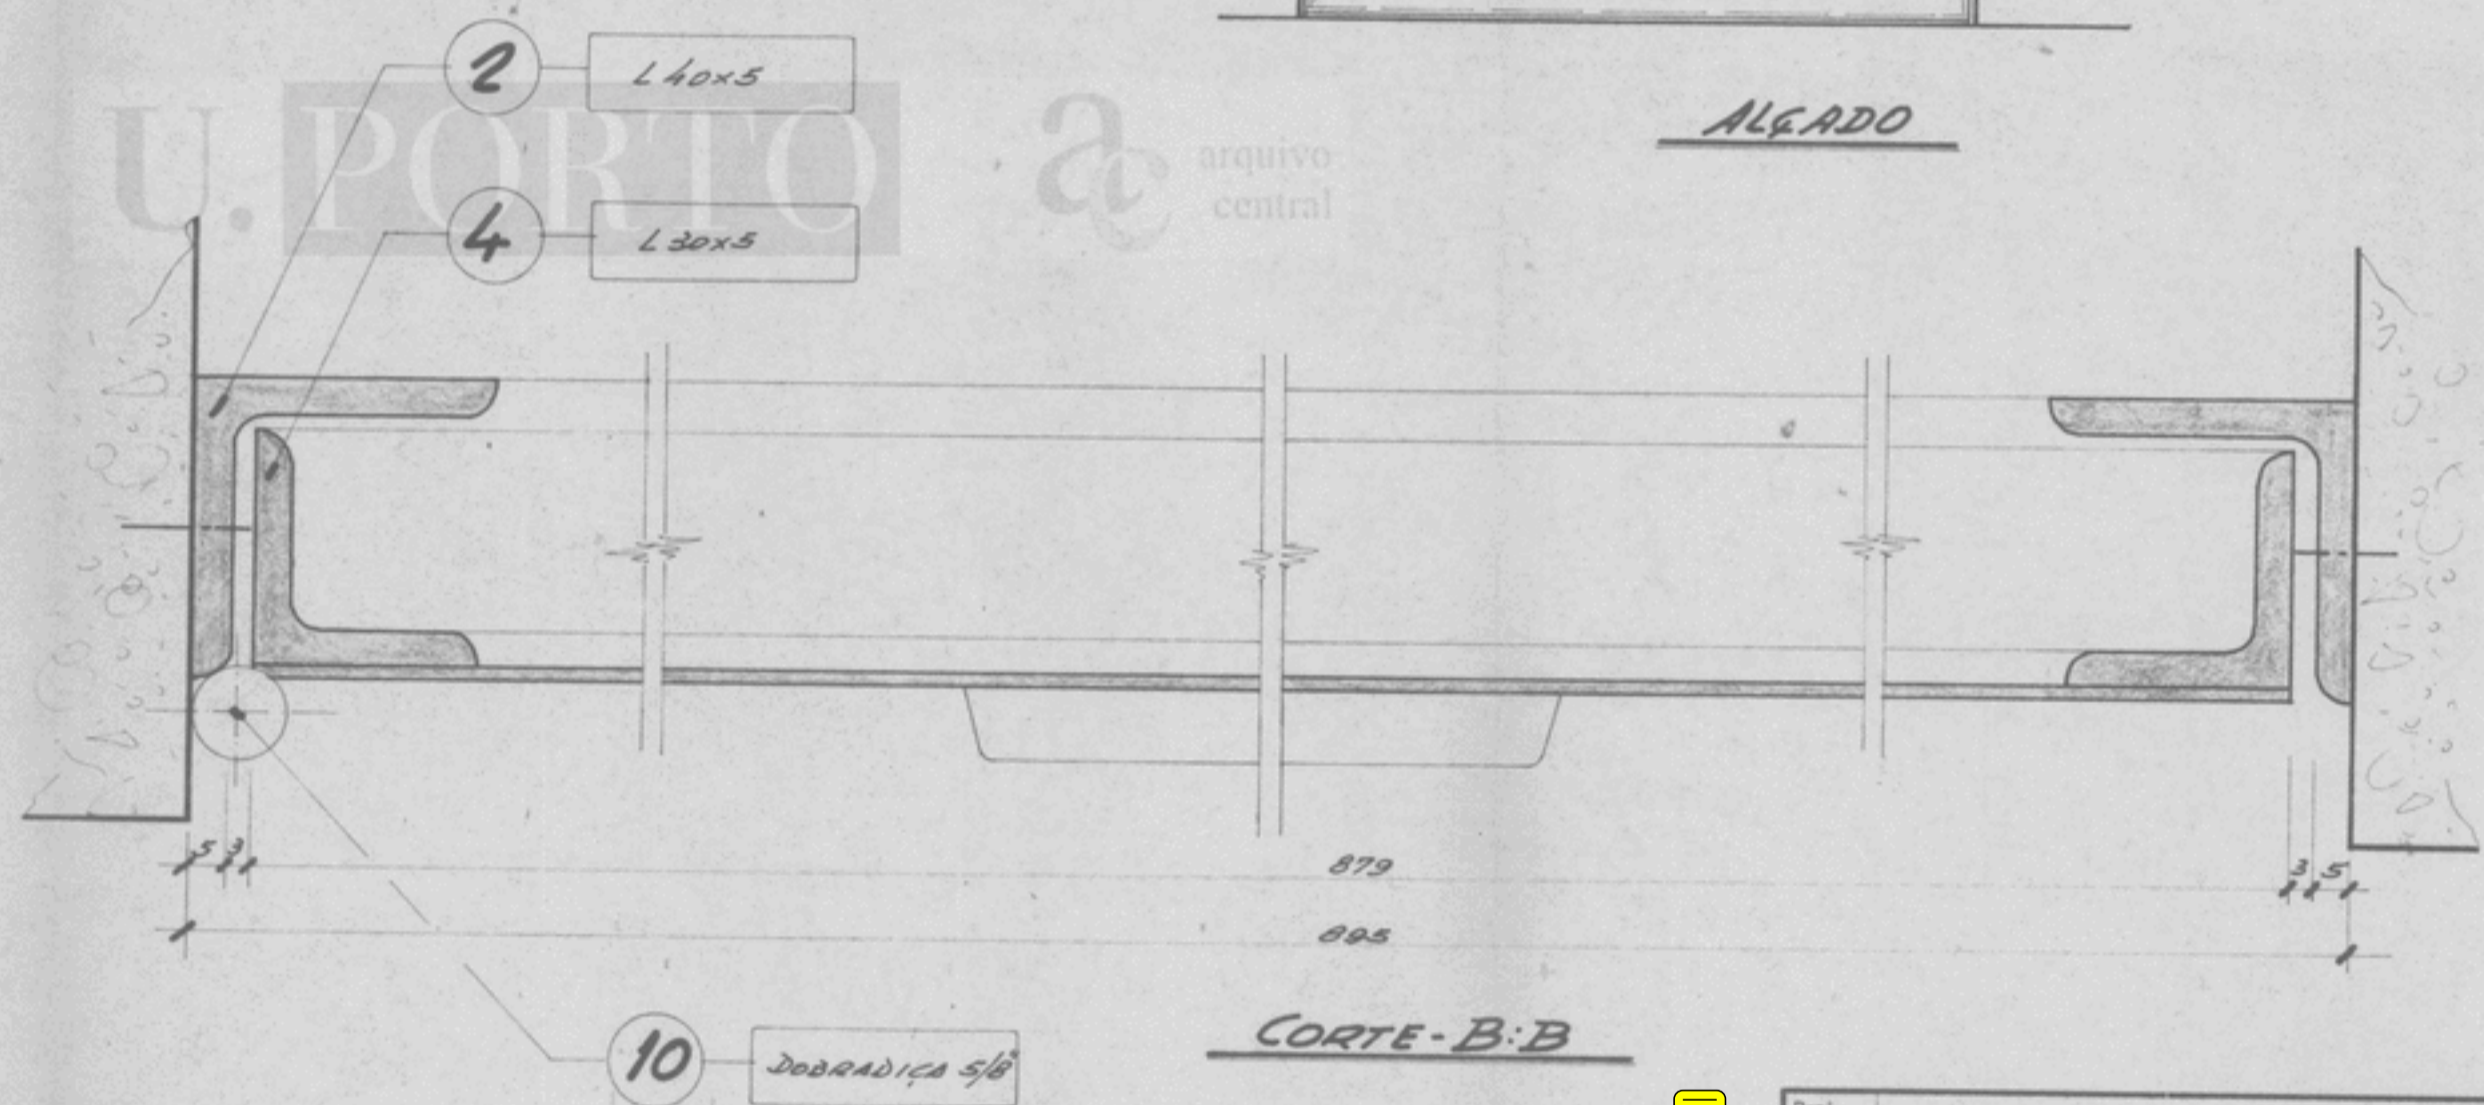 2 L 40x5
ALÇADO
U. PORTO ac arquivo
central
4 L 30x5
5 3 879 3 5
895
CORTE - B:B
10 DOBRADIÇA 5/8"